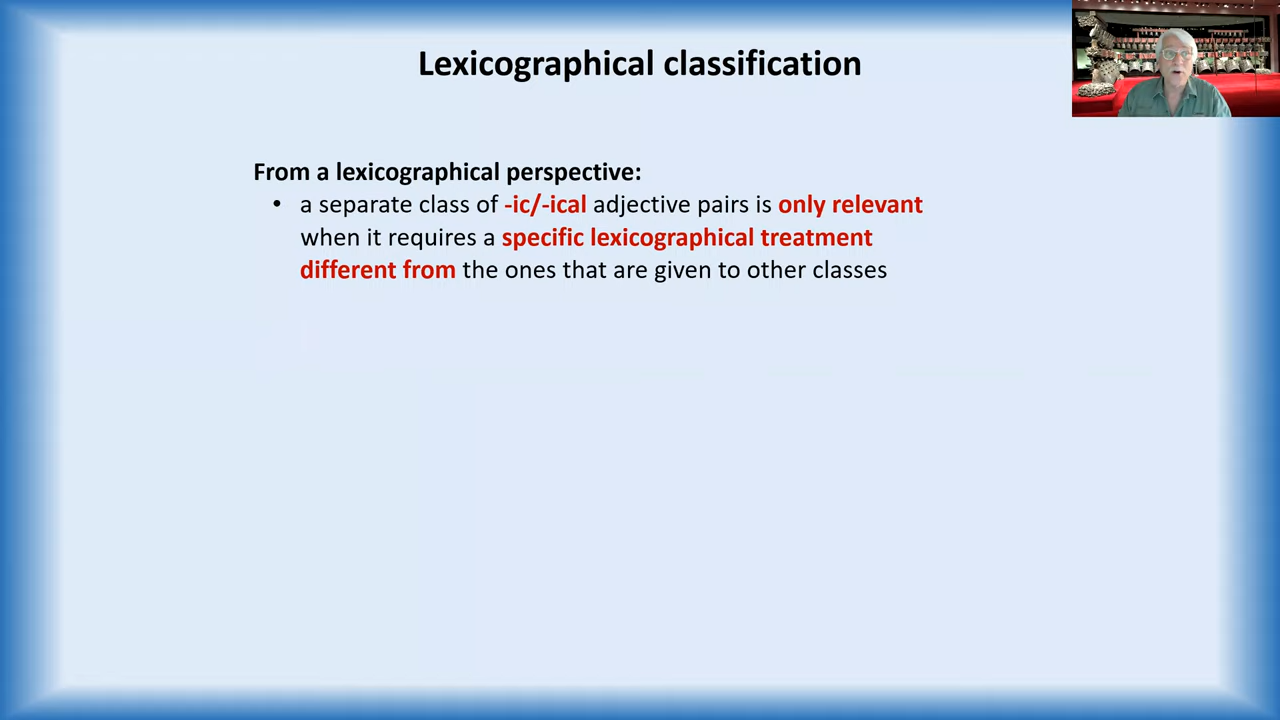 Lexicographical classification
From a lexicographical perspective:
• a separate class of -ic/-ical adjective pairs is only relevant
when it requires a specific lexicographical treatment
different from the ones that are given to other classes